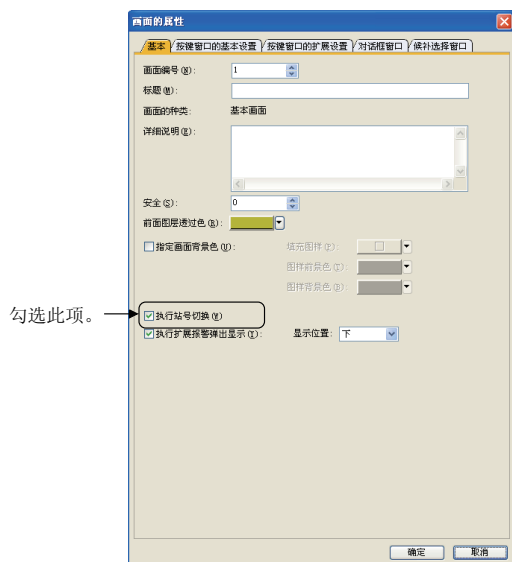 画面的属性
基本 按键窗口的基本设置 按键窗口的扩展设置 对话框窗口 候补选择窗口
画面编号(N): 1
标题(M):
画面的种类: 基本画面
详细说明(E):
安全(S): 0
前面图层透过色(R):
指定画面背景色(U): 填充图样(P):
图样前景色(C):
图样背景色(B):
勾选此项。
执行站号切换(W)
执行扩展报警弹出显示(T): 显示位置: 下
确定 取消